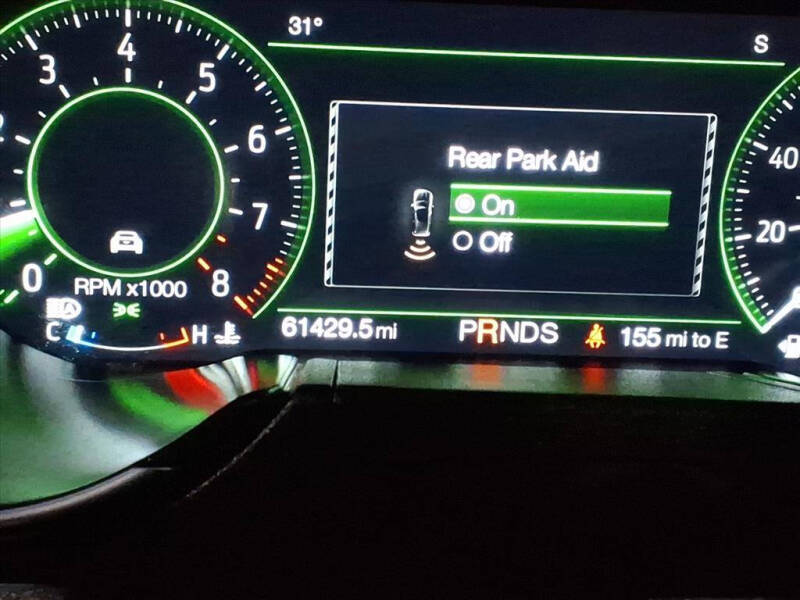 31°
S
2
3
4
5
6
7
8
0
RPM x1000
Rear Park Aid
On
Off
40
20
A
C
H
61429.5 mi
PRNDS
155 mi to E